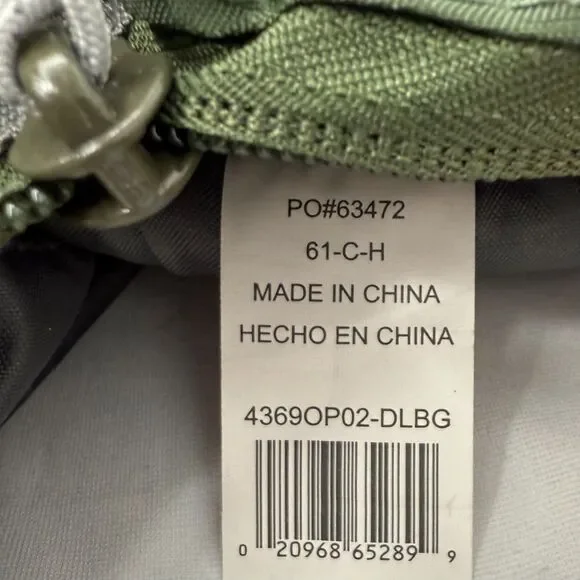 PO#63472
61-C-H
MADE IN CHINA
HECHO EN CHINA
4369OP02-DLBG
0 20968 65289 9